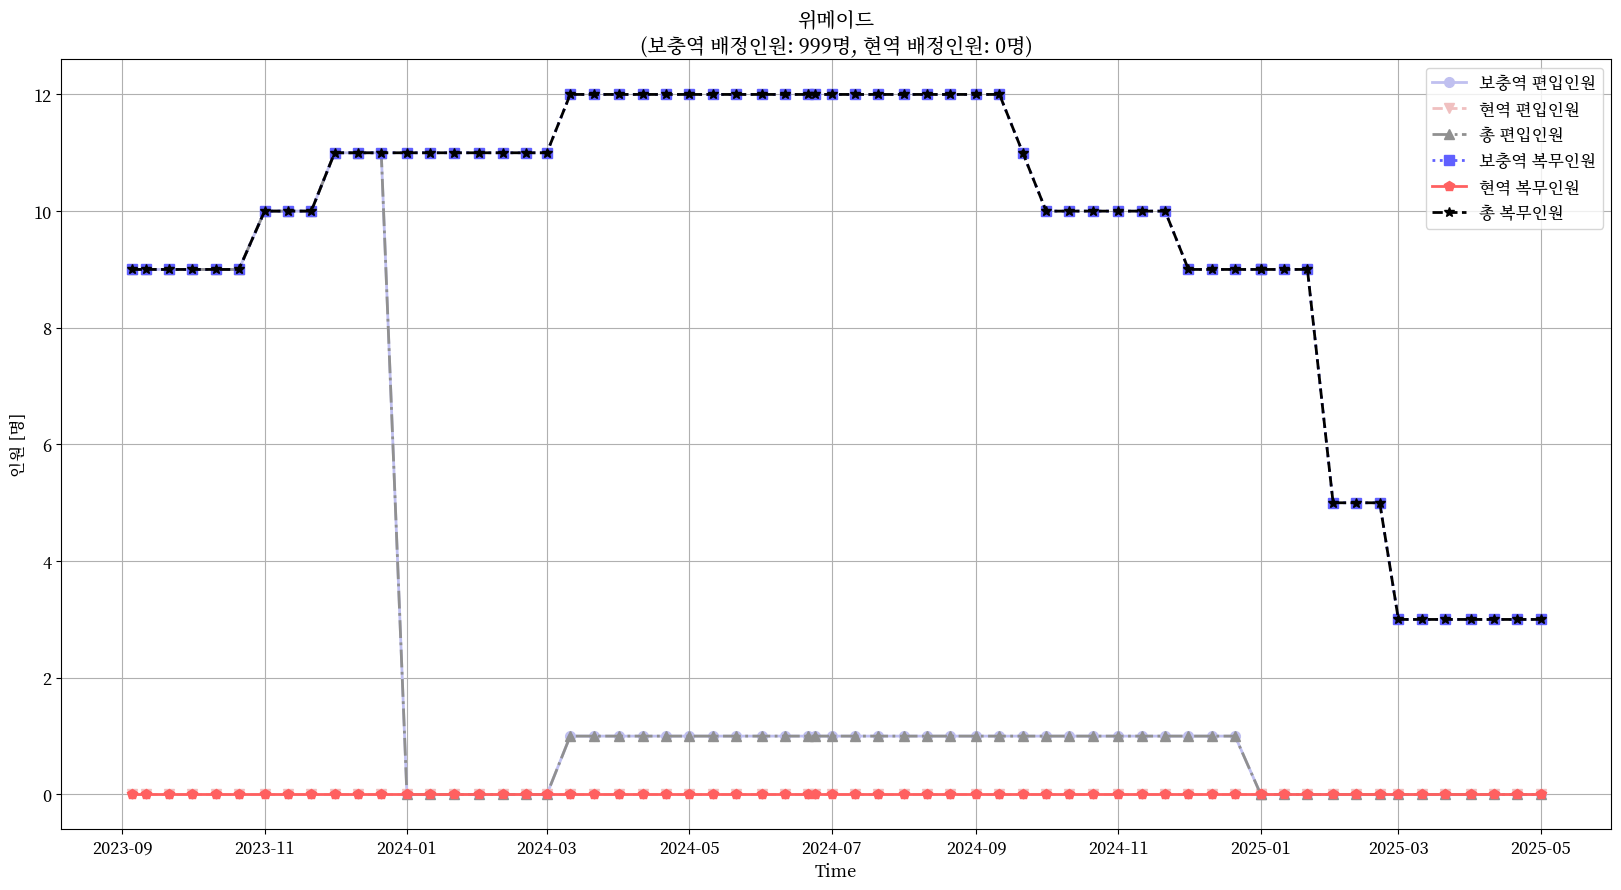 위메이드
(보충역 배정인원: 999명, 현역 배정인원: 0명)
보충역 편입인원
현역 편입인원
총 편입인원
보충역 복무인원
현역 복무인원
총 복무인원
인원 [명]
12
10
8
6
4
2
0
2023-09
2023-11
2024-01
2024-03
2024-05
2024-07
2024-09
2024-11
2025-01
2025-03
2025-05
Time